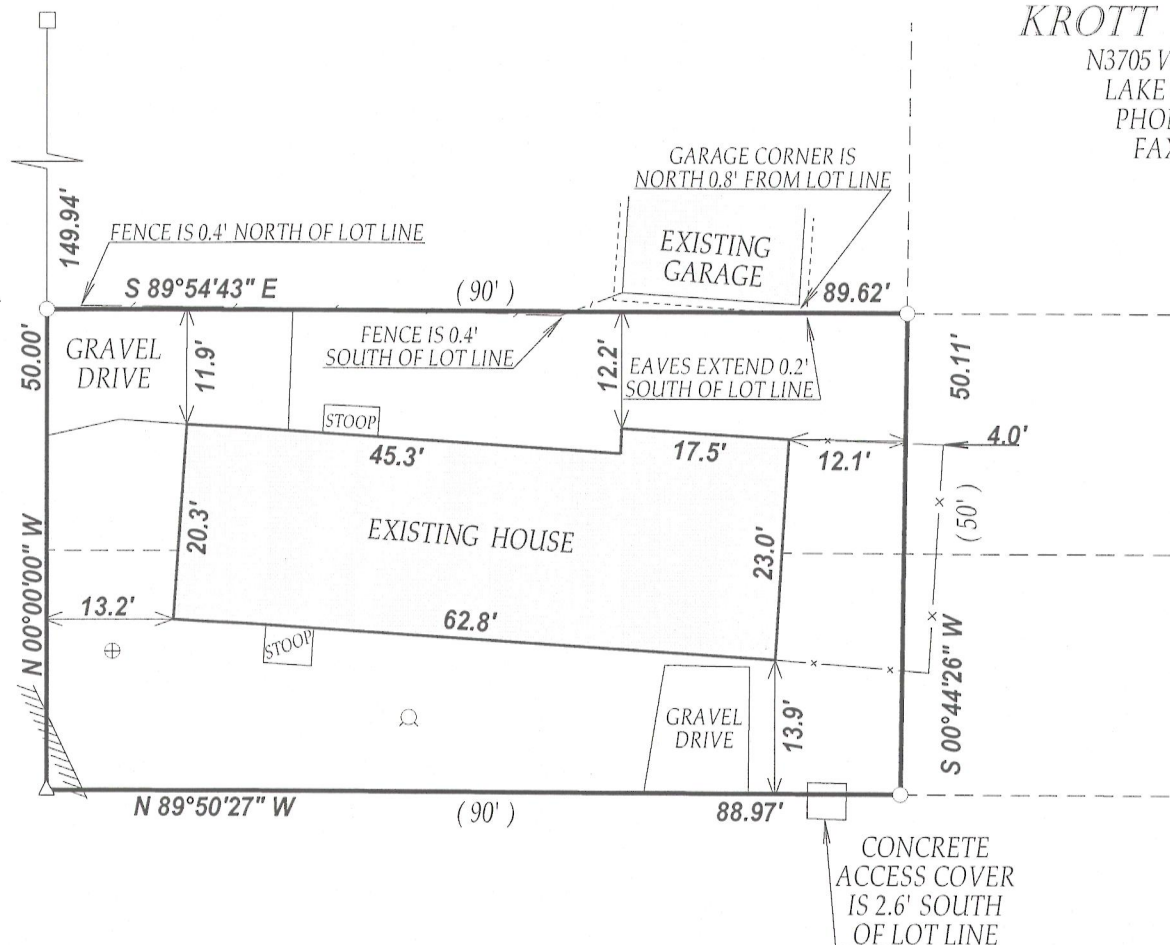 KROTT
N3705 V
LAKE
PHO
FAX
149.94'
GARAGE CORNER IS
NORTH 0.8' FROM LOT LINE
FENCE IS 0.4' NORTH OF LOT LINE
EXISTING
GARAGE
S 89°54'43" E
( 90' )
89.62'
50.00'
GRAVEL
DRIVE
11.9'
FENCE IS 0.4'
SOUTH OF LOT LINE
12.2'
EAVES EXTEND 0.2'
SOUTH OF LOT LINE
50.11'
STOOP
45.3'
17.5'
12.1'
4.0'
( 50' )
20.3'
EXISTING HOUSE
23.0'
N 00°00'00" W
13.2'
62.8'
STOOP
S 00°44'26" W
GRAVEL
DRIVE
13.9'
N 89°50'27" W
( 90' )
88.97'
CONCRETE
ACCESS COVER
IS 2.6' SOUTH
OF LOT LINE